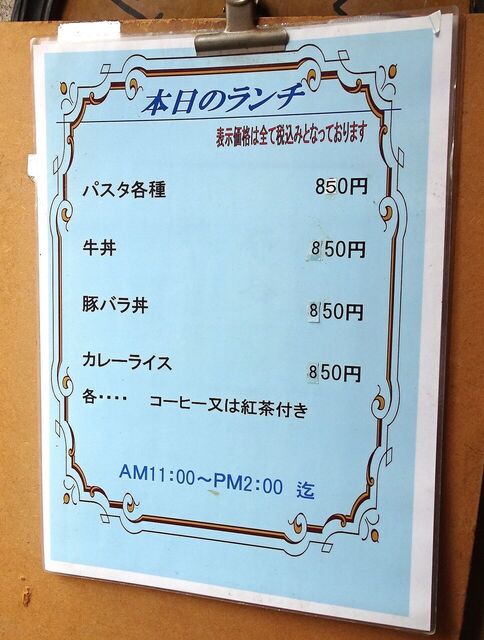 本日のランチ
表示価格は全て税込みとなっております
パスタ各種 850円
牛丼 850円
豚バラ丼 850円
カレーライス 850円
各‥‥ コーヒー又は紅茶付き
AM11:00～PM2:00 迄